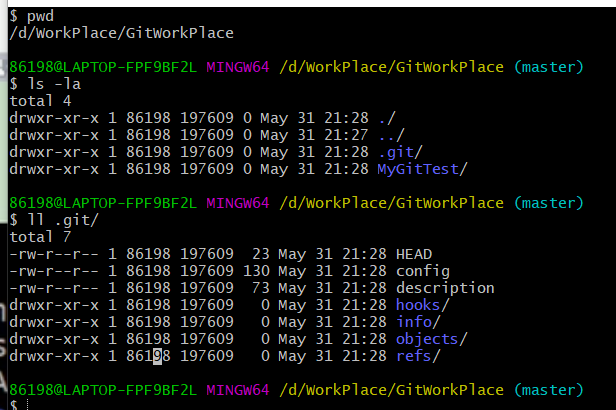 $ pwd
/d/WorkPlace/GitWorkPlace
86198@LAPTOP-FPF9BF2L MINGW64 /d/WorkPlace/GitWorkPlace (master)
$ ls -la
total 4
drwxr-xr-x 1 86198 197609 0 May 31 21:28 ./
drwxr-xr-x 1 86198 197609 0 May 31 21:27 ../
drwxr-xr-x 1 86198 197609 0 May 31 21:28 .git/
drwxr-xr-x 1 86198 197609 0 May 31 21:28 MyGitTest/
86198@LAPTOP-FPF9BF2L MINGW64 /d/WorkPlace/GitWorkPlace (master)
$ ll .git/
total 7
-rw-r--r-- 1 86198 197609  23 May 31 21:28 HEAD
-rw-r--r-- 1 86198 197609 130 May 31 21:28 config
-rw-r--r-- 1 86198 197609  73 May 31 21:28 description
drwxr-xr-x 1 86198 197609   0 May 31 21:28 hooks/
drwxr-xr-x 1 86198 197609   0 May 31 21:28 info/
drwxr-xr-x 1 86198 197609   0 May 31 21:28 objects/
drwxr-xr-x 1 86198 197609   0 May 31 21:28 refs/
86198@LAPTOP-FPF9BF2L MINGW64 /d/WorkPlace/GitWorkPlace (master)
$